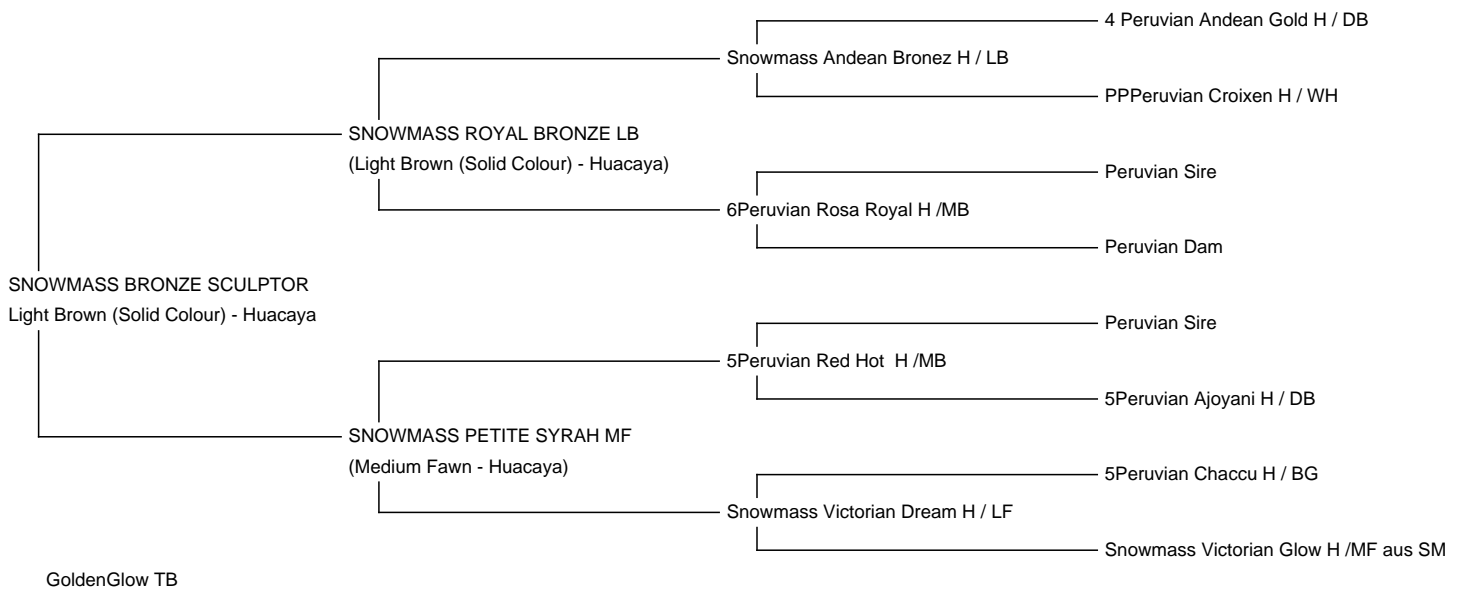 4 Peruvian Andean Gold H / DB
Snowmass Andean Bronez H / LB
PPPeruvian Croixen H / WH
SNOWMASS ROYAL BRONZE LB
(Light Brown (Solid Colour) - Huacaya)
Peruvian Sire
6Peruvian Rosa Royal H /MB
Peruvian Dam
SNOWMASS BRONZE SCULPTOR
Light Brown (Solid Colour) - Huacaya
Peruvian Sire
5Peruvian Red Hot  H /MB
5Peruvian Ajoyani H / DB
SNOWMASS PETITE SYRAH MF
(Medium Fawn - Huacaya)
5Peruvian Chaccu H / BG
Snowmass Victorian Dream H / LF
Snowmass Victorian Glow H /MF aus SM
GoldenGlow TB